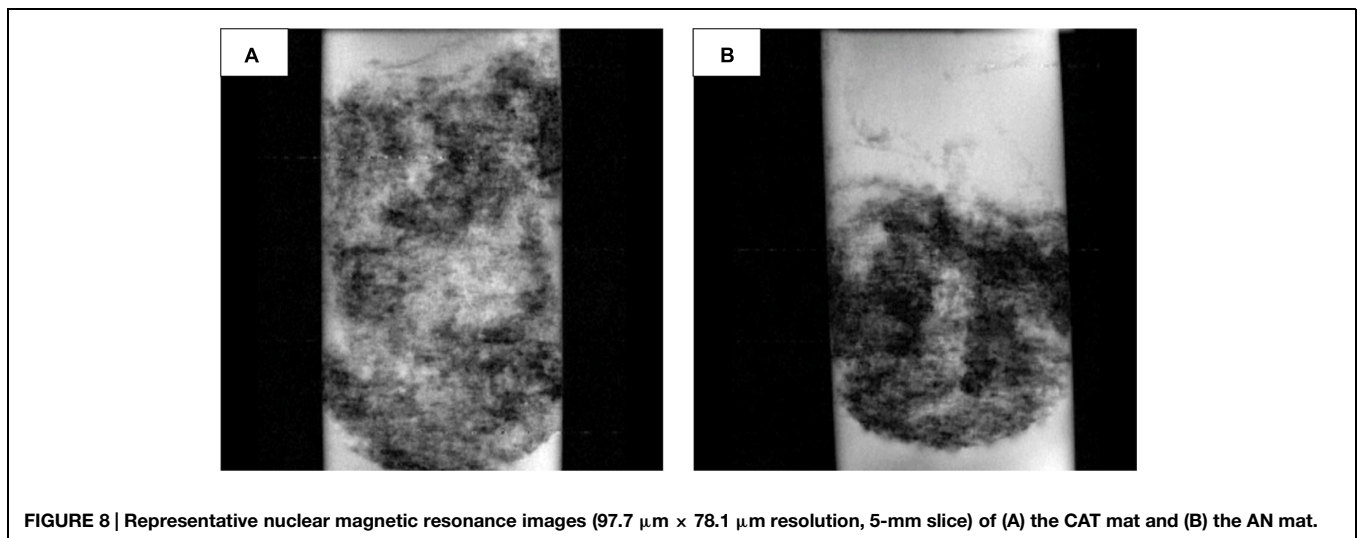 A
B
FIGURE 8 | Representative nuclear magnetic resonance images (97.7 μm × 78.1 μm resolution, 5-mm slice) of (A) the CAT mat and (B) the AN mat.